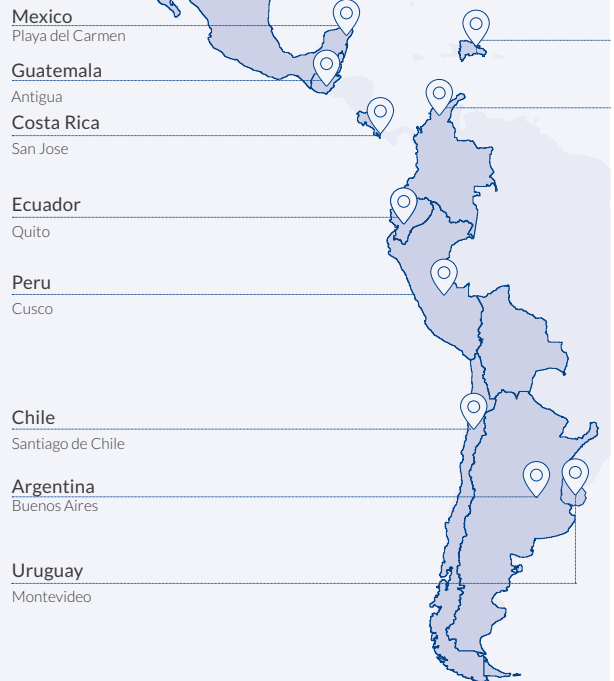 Mexico
Playa del Carmen
Guatemala
Antigua
Costa Rica
San Jose
Ecuador
Quito
Peru
Cusco
Chile
Santiago de Chile
Argentina
Buenos Aires
Uruguay
Montevideo